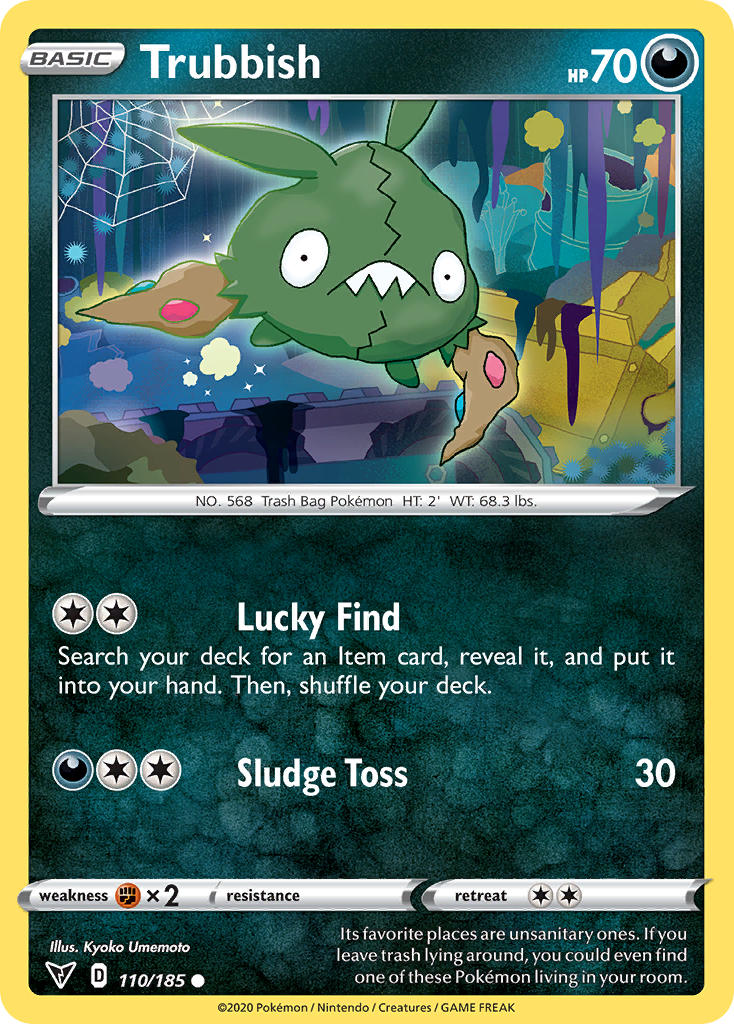 BASIC
Trubbish
HP70
NO. 568 Trash Bag Pokémon HT: 2' WT: 68.3 lbs.
Lucky Find
Search your deck for an Item card, reveal it, and put it
into your hand. Then, shuffle your deck.
Sludge Toss 30
weakness ×2 resistance retreat
Illus. Kyoko Umemoto
D 110/185
Its favorite places are unsanitary ones. If you
leave trash lying around, you could even find
one of these Pokémon living in your room.
©2020 Pokémon / Nintendo / Creatures / GAME FREAK